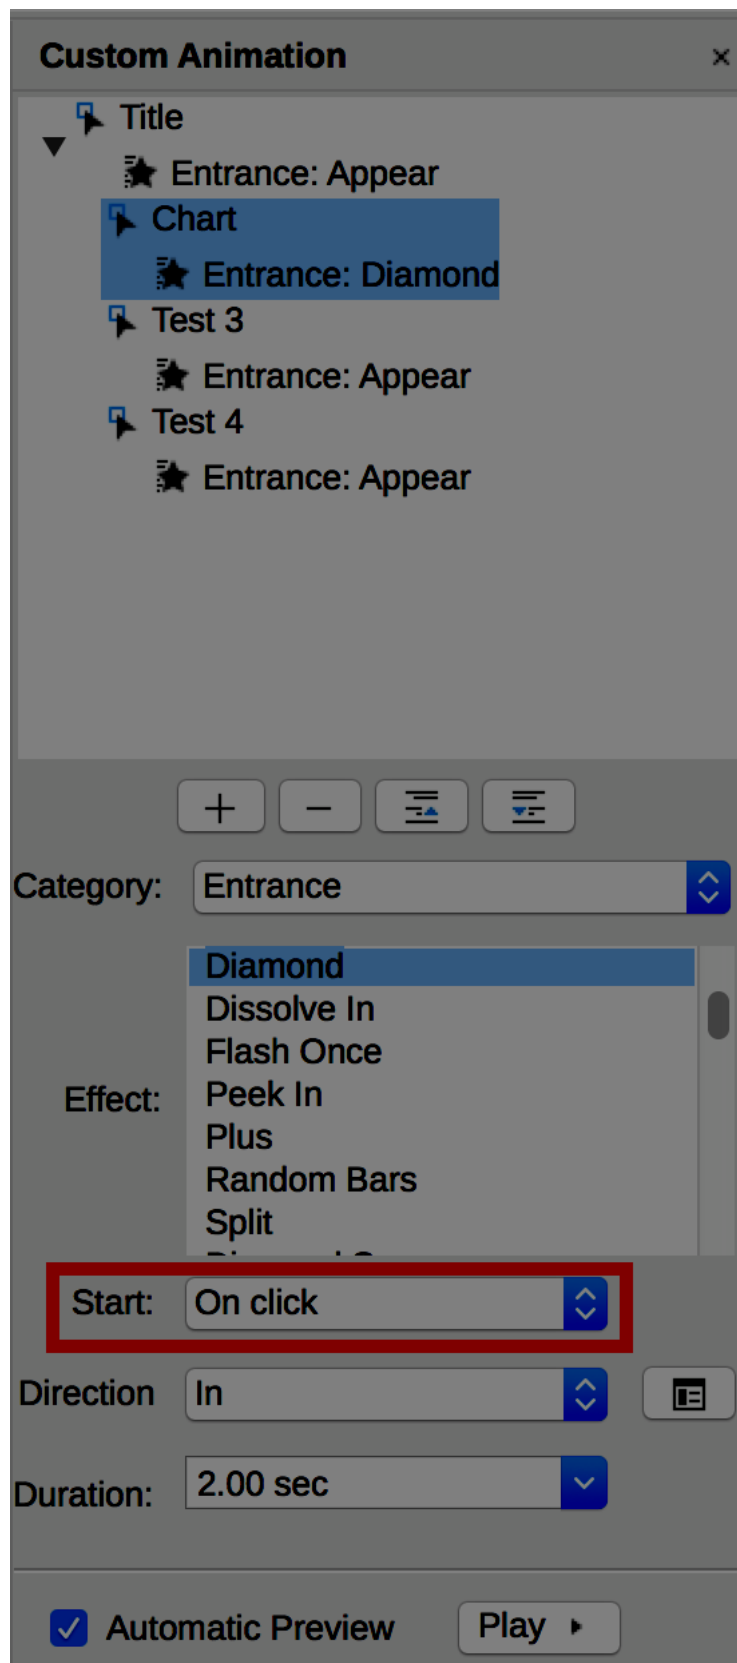 Custom Animation
Title
Entrance: Appear
Chart
Entrance: Diamond
Test 3
Entrance: Appear
Test 4
Entrance: Appear
Category: Entrance
Diamond
Dissolve In
Flash Once
Peek In
Effect:
Plus
Random Bars
Split
Start: On click
Direction In
Duration: 2.00 sec
Automatic Preview Play